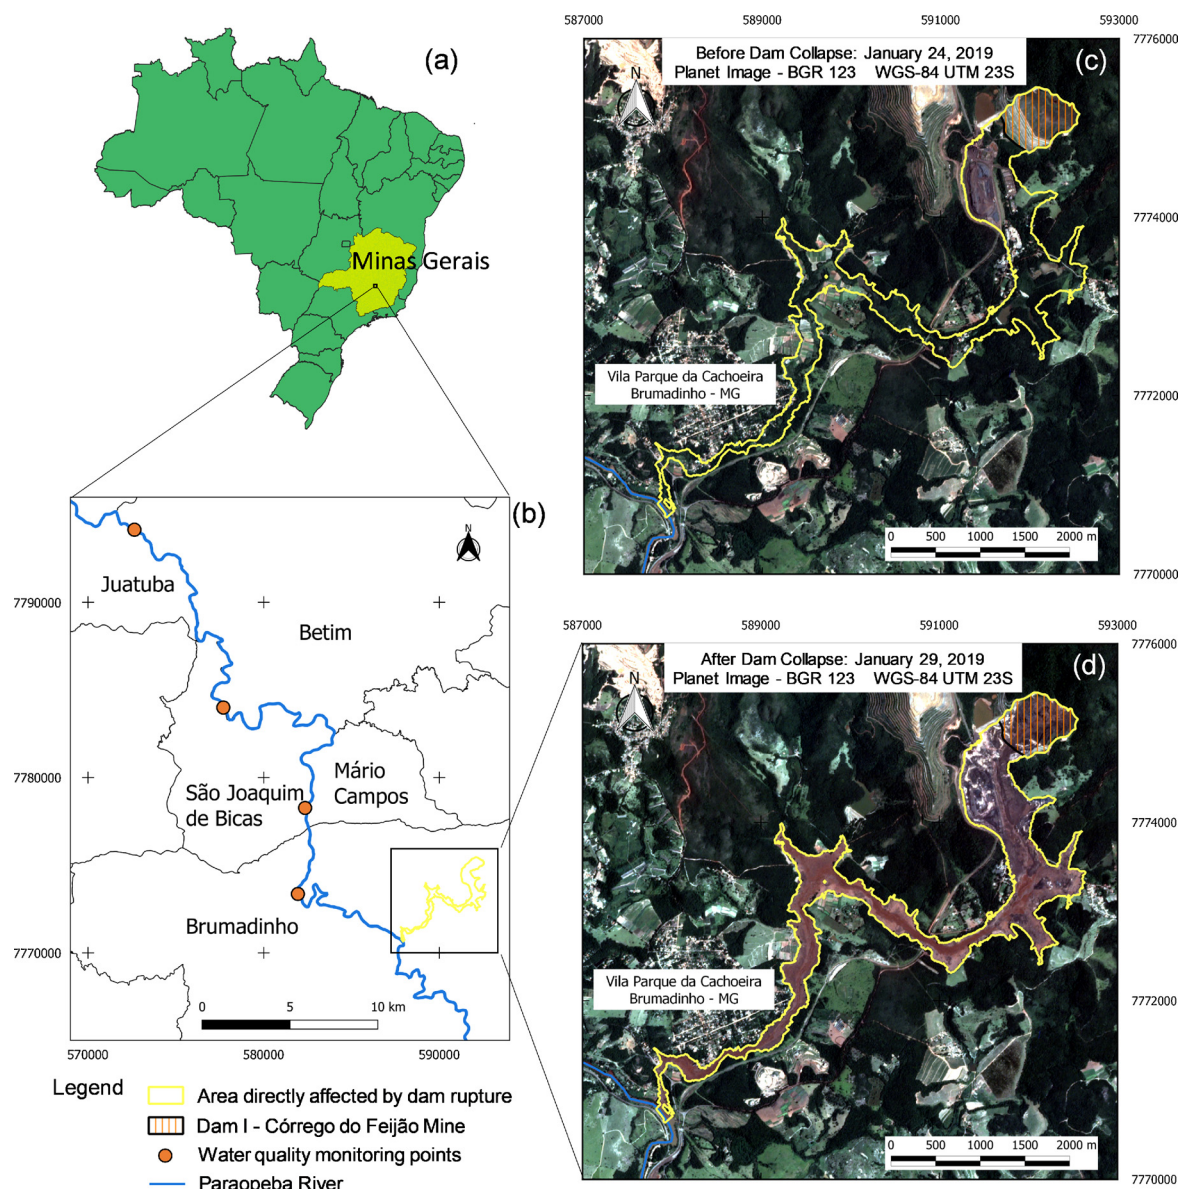 (a)
Minas Gerais
(b)
N
Juatuba
7790000
Betim
7780000
Mário
Campos
São Joaquim
de Bicas
Brumadinho
7770000
0 5 10 km
570000 580000 590000
Legend
Area directly affected by dam rupture
Dam I - Córrego do Feijão Mine
Water quality monitoring points
Paraopeba River
587000 589000 591000 593000
7776000
Before Dam Collapse: January 24, 2019
Planet Image - BGR 123 WGS-84 UTM 23S
(c)
N
7774000
Vila Parque da Cachoeira
Brumadinho - MG
7772000
0 500 1000 1500 2000 m
7770000
587000 589000 591000 593000
7776000
After Dam Collapse: January 29, 2019
Planet Image - BGR 123 WGS-84 UTM 23S
(d)
N
7774000
Vila Parque da Cachoeira
Brumadinho - MG
7772000
0 500 1000 1500 2000 m
7770000